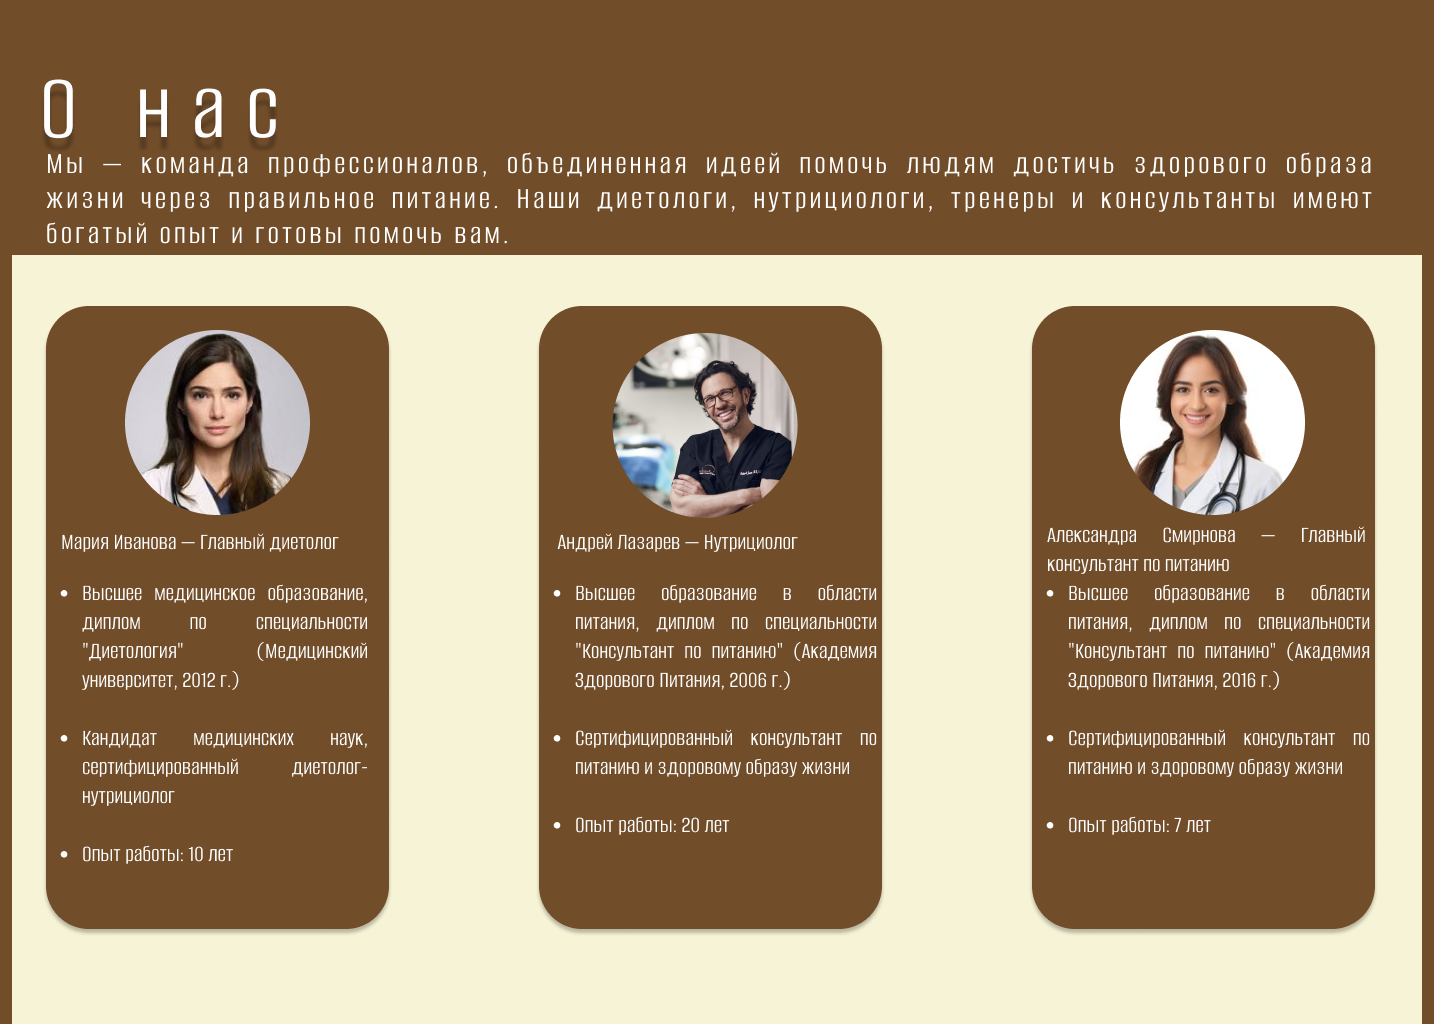 О нас
Мы — команда профессионалов, объединенная идеей помочь людям достичь здорового образа
жизни через правильное питание. Наши диетологи, нутрициологи, тренеры и консультанты имеют
богатый опыт и готовы помочь вам.
Мария Иванова — Главный диетолог
• Высшее медицинское образование,
диплом по специальности
"Диетология" (Медицинский
университет, 2012 г.)
• Кандидат медицинских наук,
сертифицированный диетолог-
нутрициолог
• Опыт работы: 10 лет
Андрей Лазарев — Нутрициолог
• Высшее образование в области
питания, диплом по специальности
"Консультант по питанию" (Академия
Здорового Питания, 2006 г.)
• Сертифицированный консультант по
питанию и здоровому образу жизни
• Опыт работы: 20 лет
Александра Смирнова — Главный
консультант по питанию
• Высшее образование в области
питания, диплом по специальности
"Консультант по питанию" (Академия
Здорового Питания, 2016 г.)
• Сертифицированный консультант по
питанию и здоровому образу жизни
• Опыт работы: 7 лет